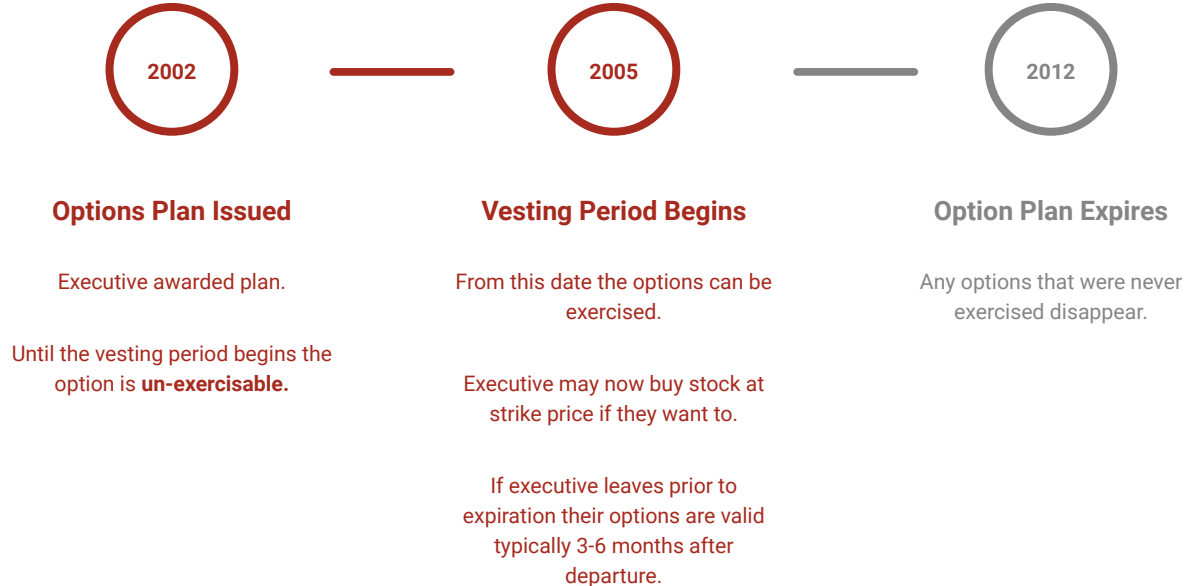 2002
2005
2012
Options Plan Issued
Executive awarded plan.
Until the vesting period begins the
option is un-exercisable.
Vesting Period Begins
From this date the options can be
exercised.
Executive may now buy stock at
strike price if they want to.
If executive leaves prior to
expiration their options are valid
typically 3-6 months after
departure.
Option Plan Expires
Any options that were never
exercised disappear.